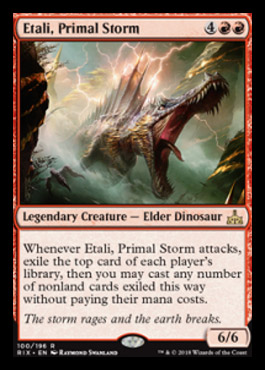 Etali, Primal Storm 4
Legendary Creature — Elder Dinosaur
Whenever Etali, Primal Storm attacks,
exile the top card of each player's
library, then you may cast any number
of nonland cards exiled this way
without paying their mana costs.
The storm rages and the earth breaks.
6/6
100/196 R
RIX • EN RAYMOND SWANLAND
™ & © 2018 Wizards of the Coast